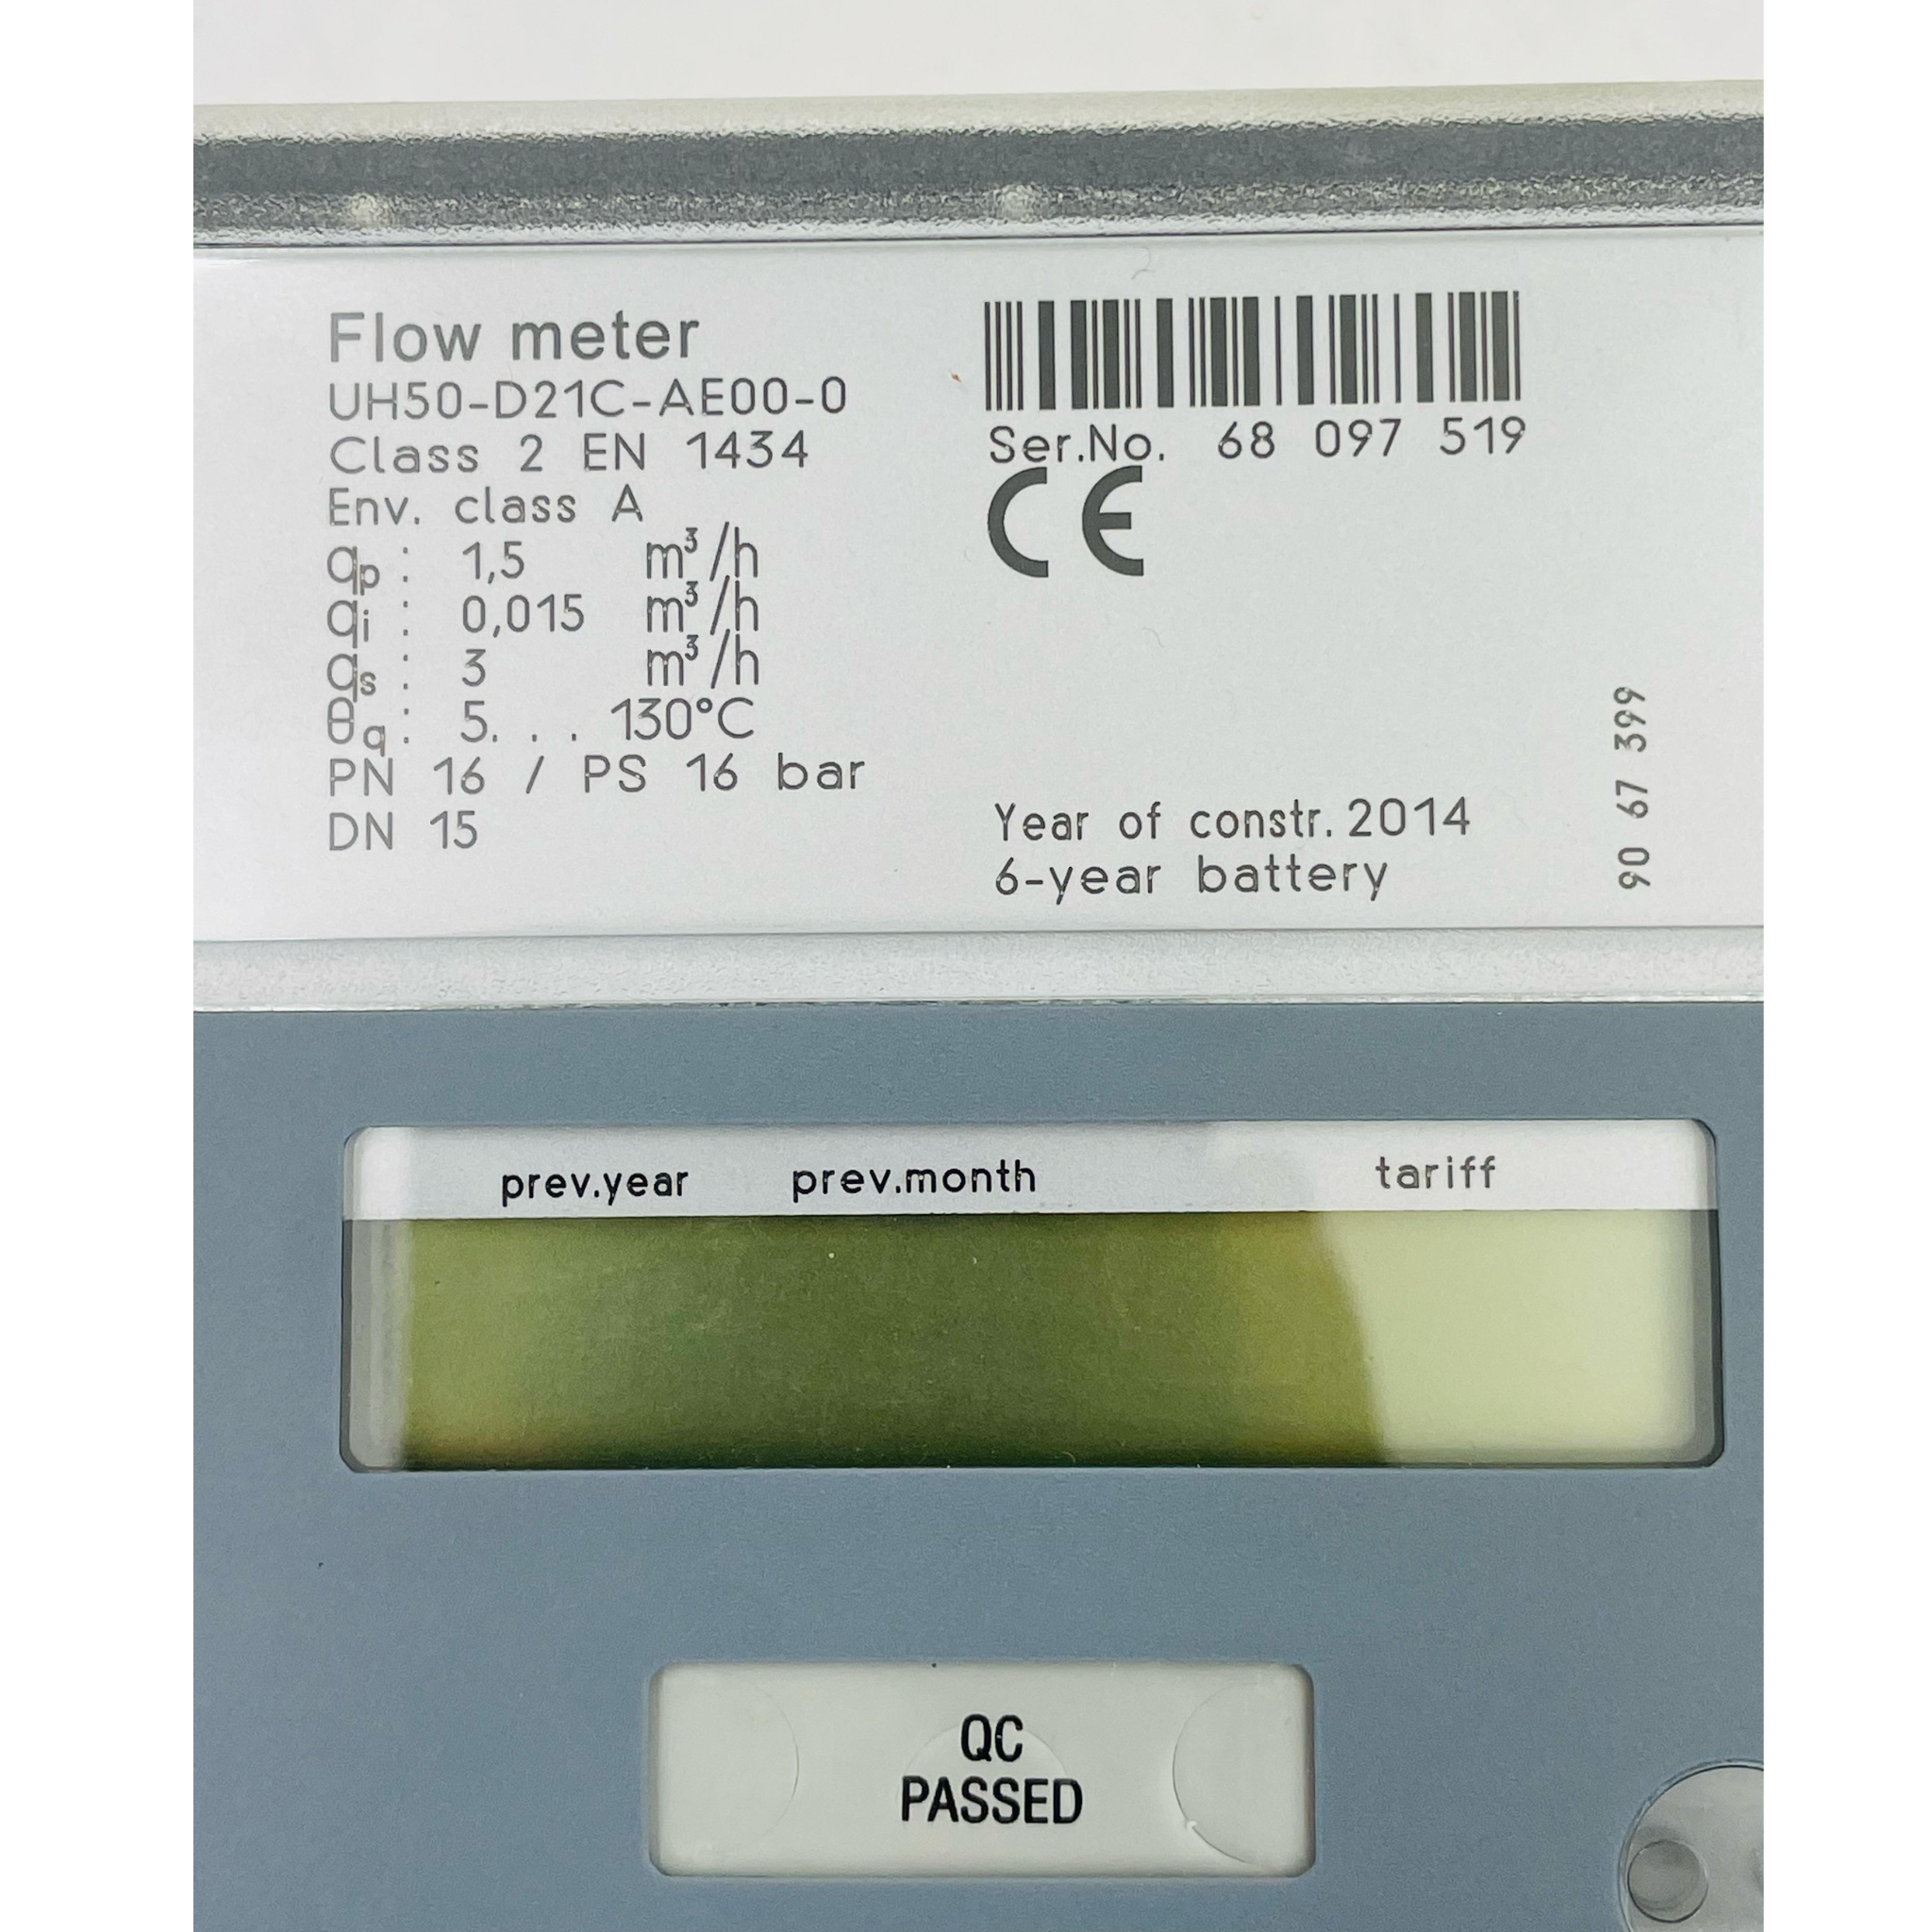 Flow meter
UH50-D21C-AE00-0
Class 2 EN 1434
Env. class A
qp : 1,5 m³/h
qi : 0,015 m³/h
qs : 3 m³/h
θq : 5. . . 130°C
PN 16 / PS 16 bar
DN 15
Ser.No. 68 097 519
CE
Year of constr. 2014
6-year battery
90 67 399
prev.year prev.month tariff
QC
PASSED